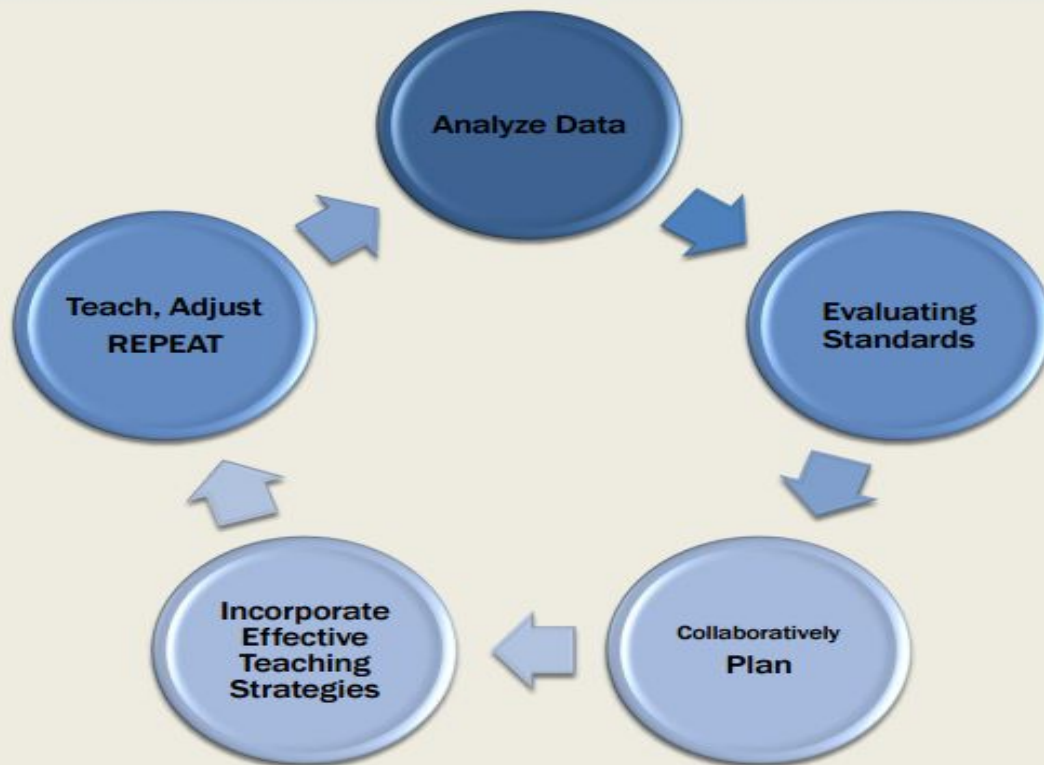 Analyze Data
Evaluating
Standards
Collaboratively
Plan
Incorporate
Effective
Teaching
Strategies
Teach, Adjust
REPEAT